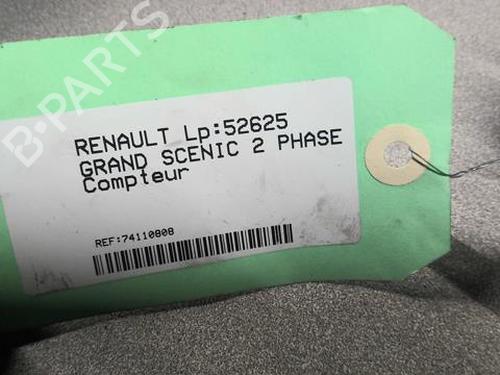 B-PARTS
RENAULT Lp:52625
GRAND SCENIC 2 PHASE
Compteur
REF:74110808